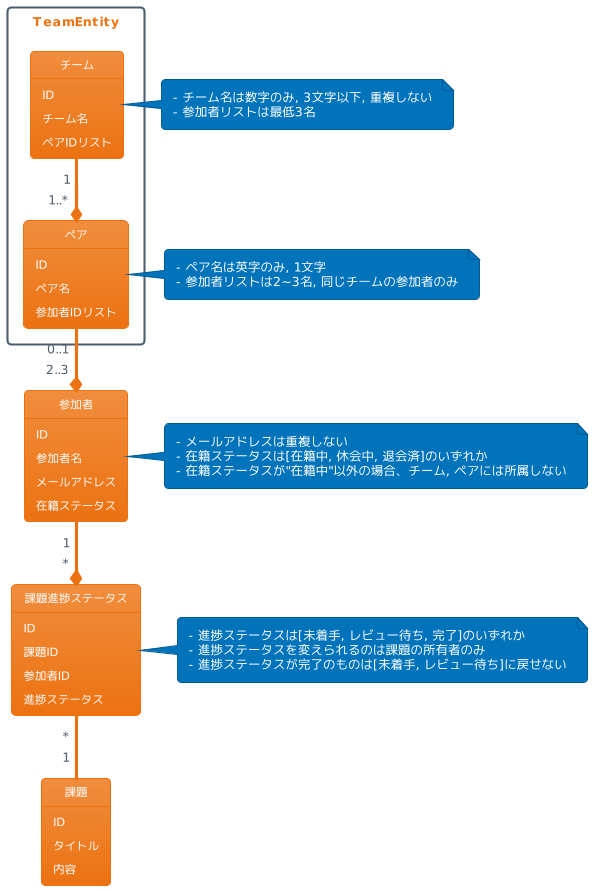 TeamEntity
チーム
ID
チーム名
ペアIDリスト
- チーム名は数字のみ, 3文字以下, 重複しない
- 参加者リストは最低3名
1
1..*
ペア
ID
ペア名
参加者IDリスト
- ペア名は英字のみ, 1文字
- 参加者リストは2~3名, 同じチームの参加者のみ
0..1
2..3
参加者
ID
参加者名
メールアドレス
在籍ステータス
- メールアドレスは重複しない
- 在籍ステータスは[在籍中, 休会中, 退会済]のいずれか
- 在籍ステータスが"在籍中"以外の場合、チーム, ペアには所属しない
1
*
課題進捗ステータス
ID
課題ID
参加者ID
進捗ステータス
- 進捗ステータスは[未着手, レビュー待ち, 完了]のいずれか
- 進捗ステータスを変えられるのは課題の所有者のみ
- 進捗ステータスが完了のものは[未着手, レビュー待ち]に戻せない
*
1
課題
ID
タイトル
内容